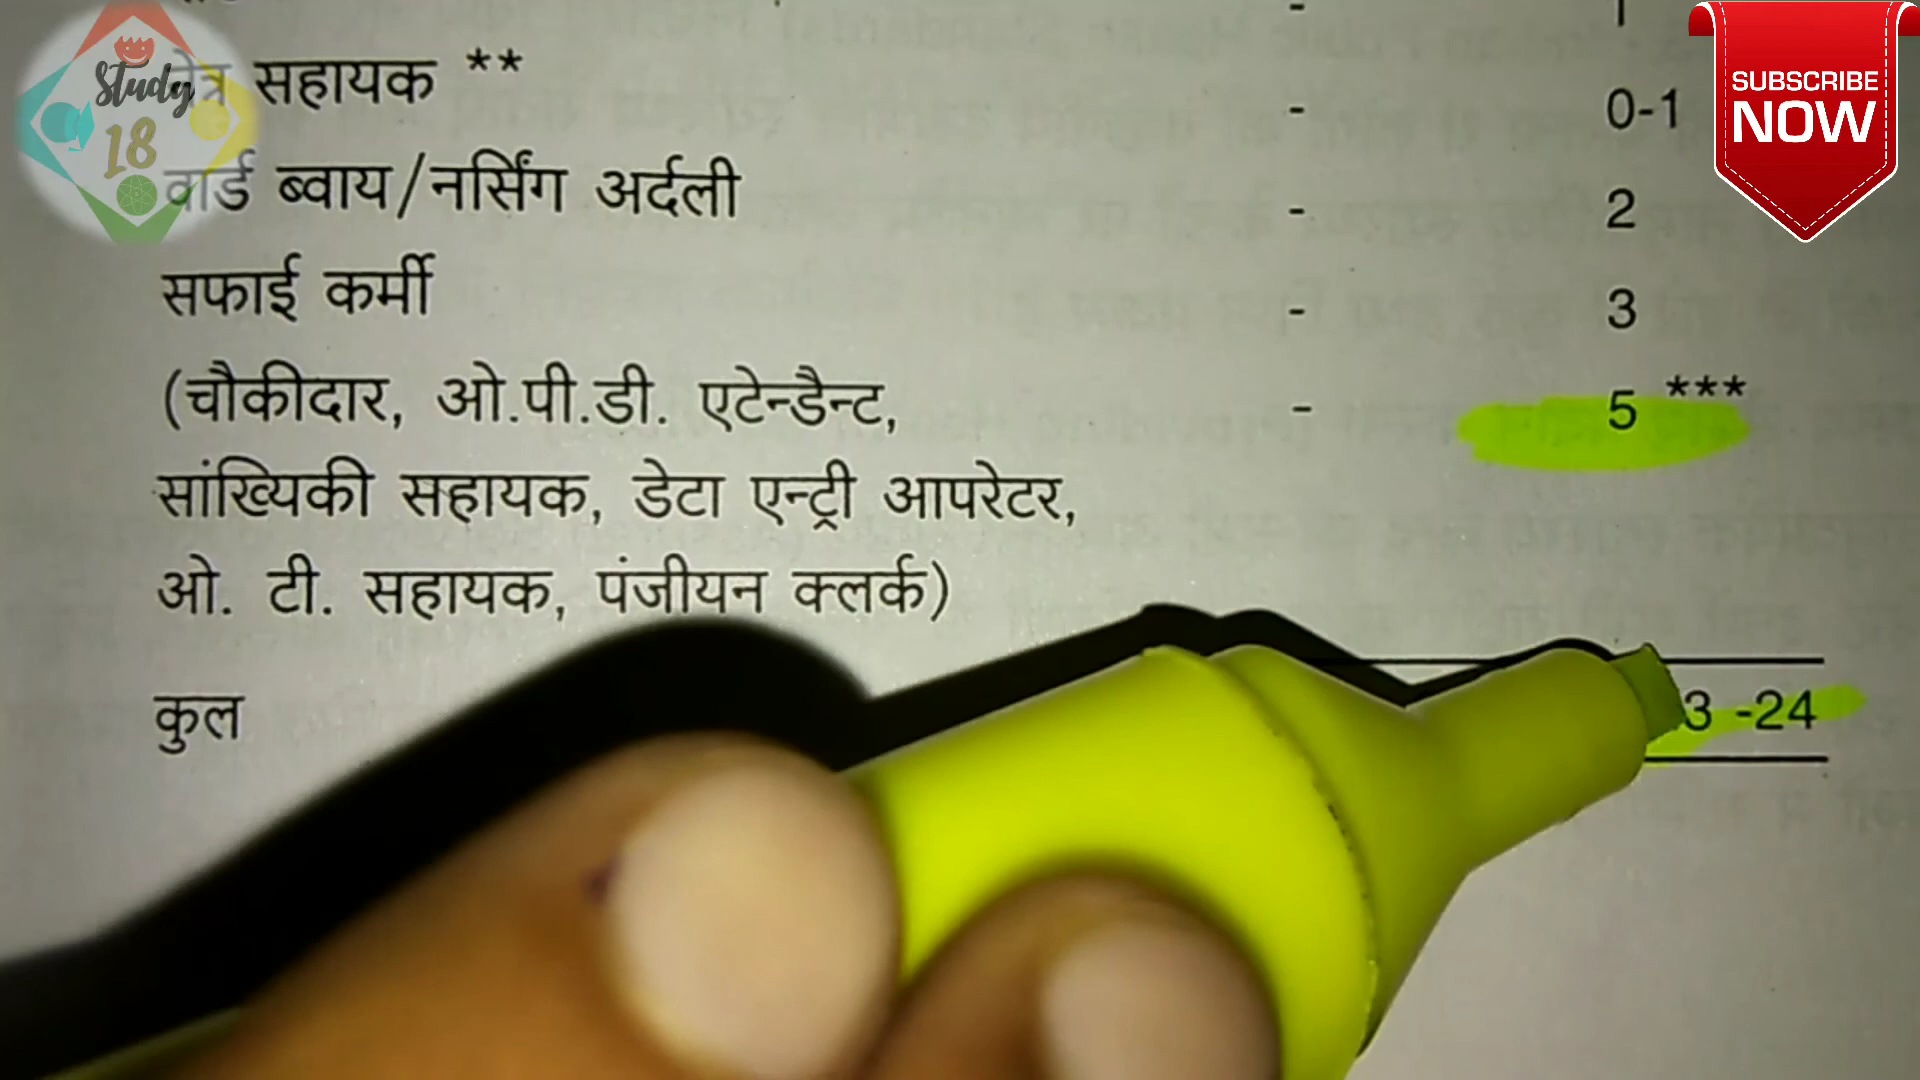 Study
18
SUBSCRIBE
NOW
सहायक ** - 0-1
वार्ड ब्वाय/नर्सिंग अर्दली - 2
सफाई कर्मी - 3
(चौकीदार, ओ.पी.डी. एटेन्डैन्ट, - 5 ***
सांख्यिकी सहायक, डेटा एन्ट्री आपरेटर,
ओ. टी. सहायक, पंजीयन क्लर्क)
कुल 3 -24